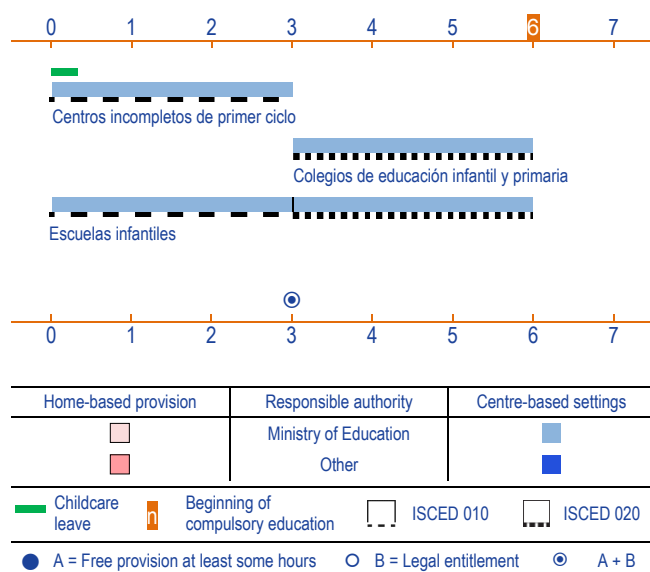 0 1 2 3 4 5 6 7
Centros incompletos de primer ciclo
Colegios de educación infantil y primaria
Escuelas infantiles
0 1 2 3 4 5 6 7
Home-based provision Responsible authority Centre-based settings
Ministry of Education
Other
Childcare
leave
n
Beginning of
compulsory education
ISCED 010
ISCED 020
A = Free provision at least some hours B = Legal entitlement A + B